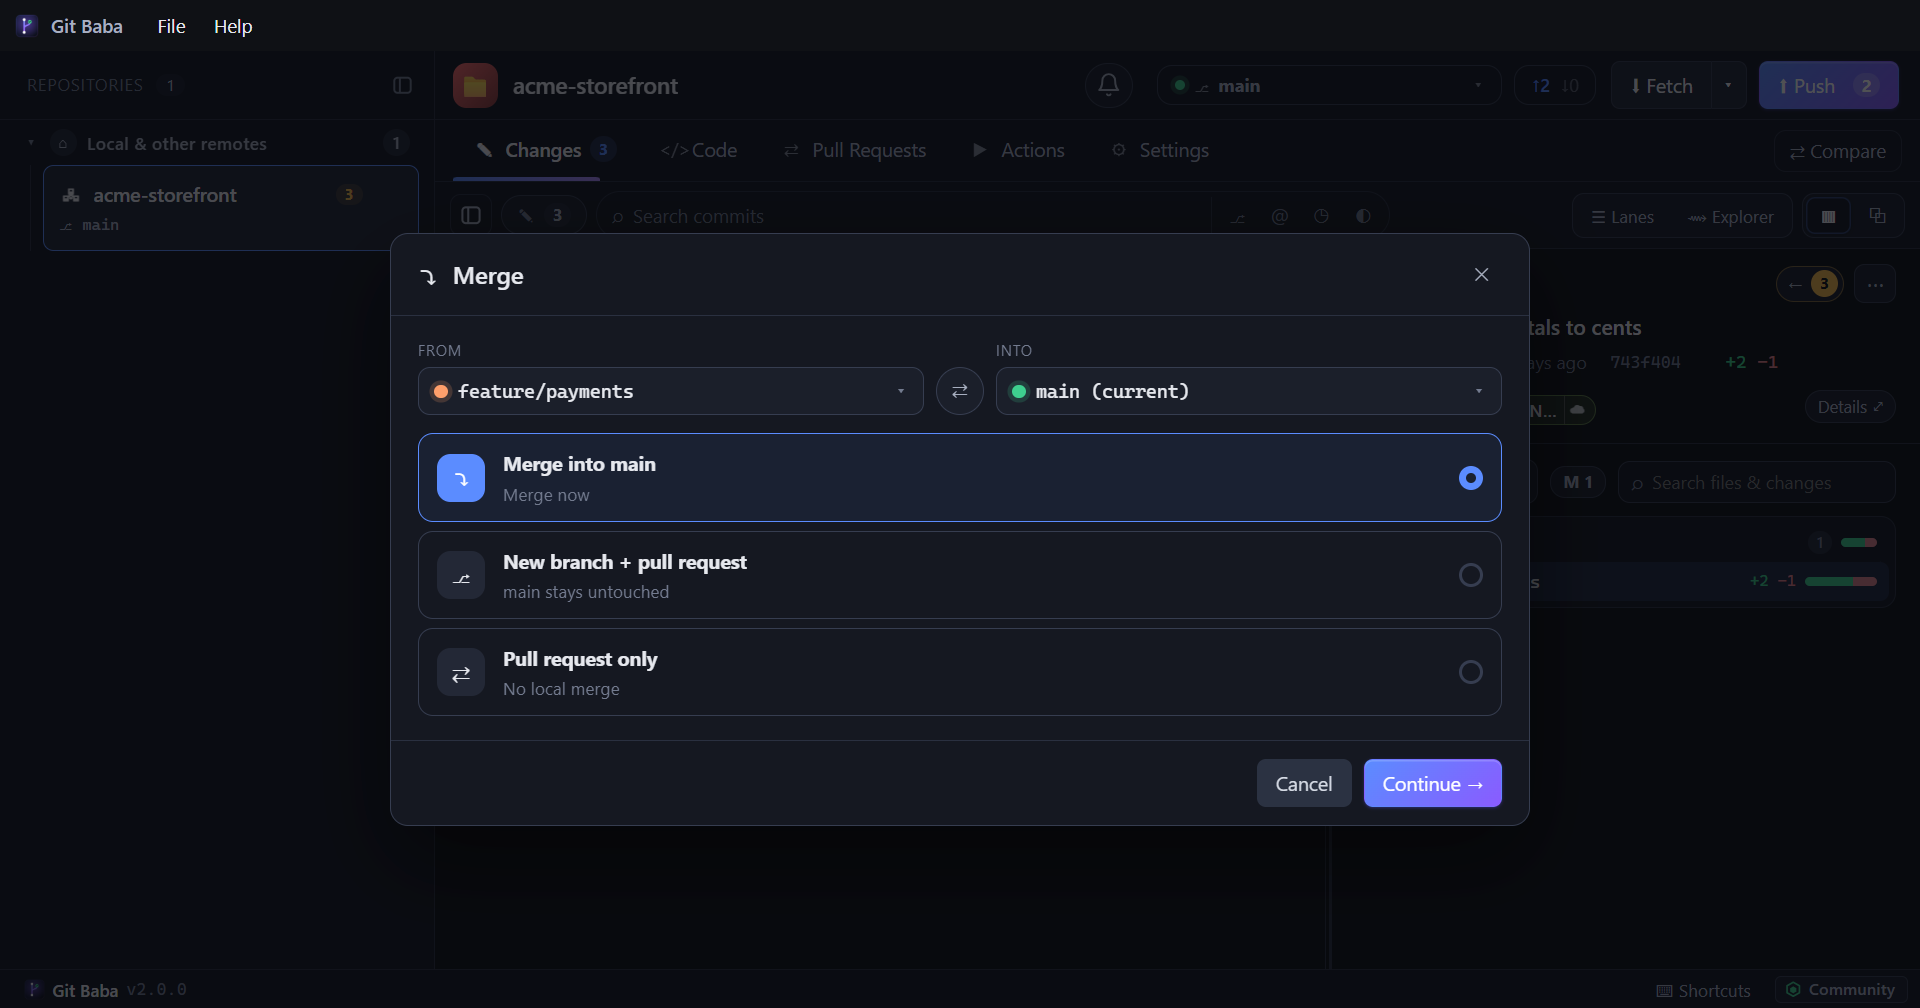 Git Baba File Help
REPOSITORIES 1
acme-storefront
main
↑2 ↓0
Fetch
Push 2
Local & other remotes 1
acme-storefront 3
main
Changes 3
</> Code
Pull Requests
Actions
Settings
Compare
3
Search commits
@
Lanes
Explorer
Merge
← 3
...
tals to cents
ays ago 743f404 +2 −1
N...
Details
FROM
feature/payments
INTO
main (current)
Merge into main
Merge now
New branch + pull request
main stays untouched
Pull request only
No local merge
M 1
Search files & changes
1
s +2 −1
Cancel
Continue →
Git Baba v2.0.0
Shortcuts
Community